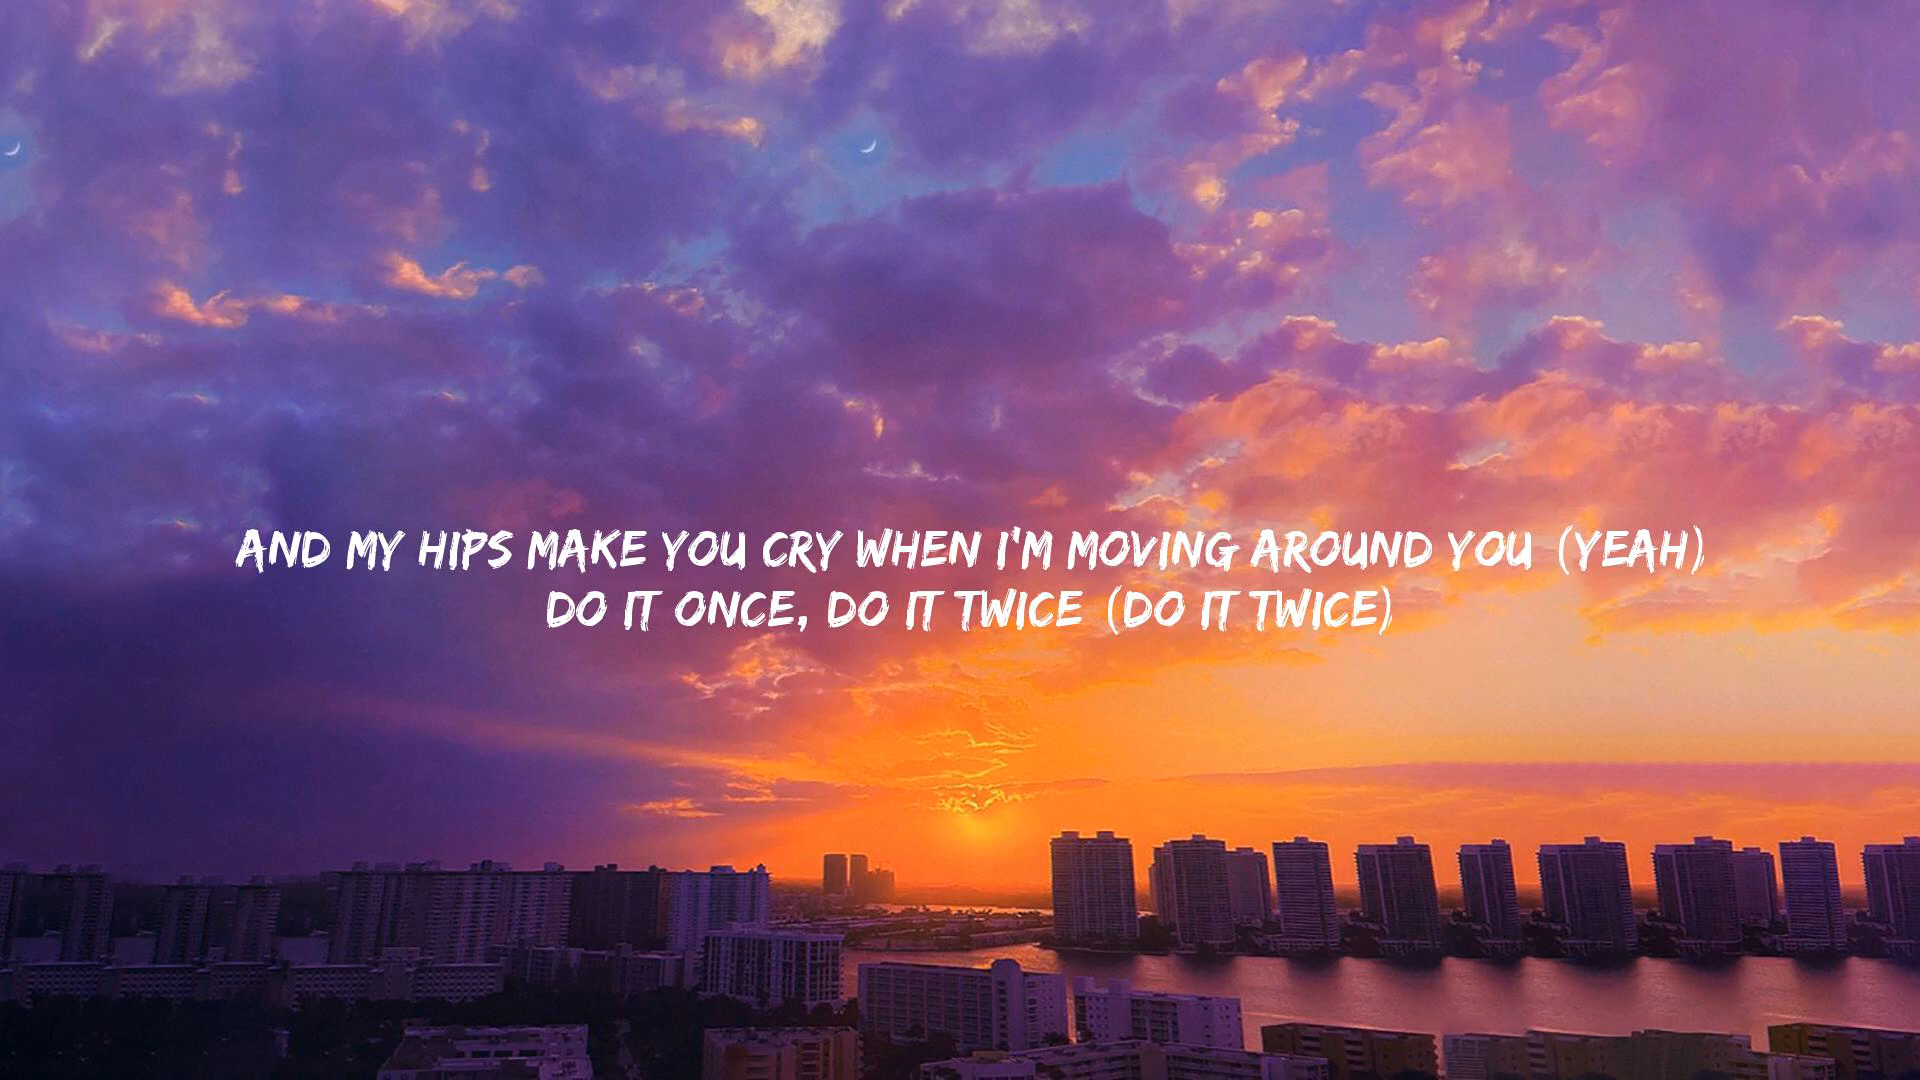 AND MY HIPS MAKE YOU CRY WHEN I'M MOVING AROUND YOU (YEAH)
DO IT ONCE, DO IT TWICE (DO IT TWICE)